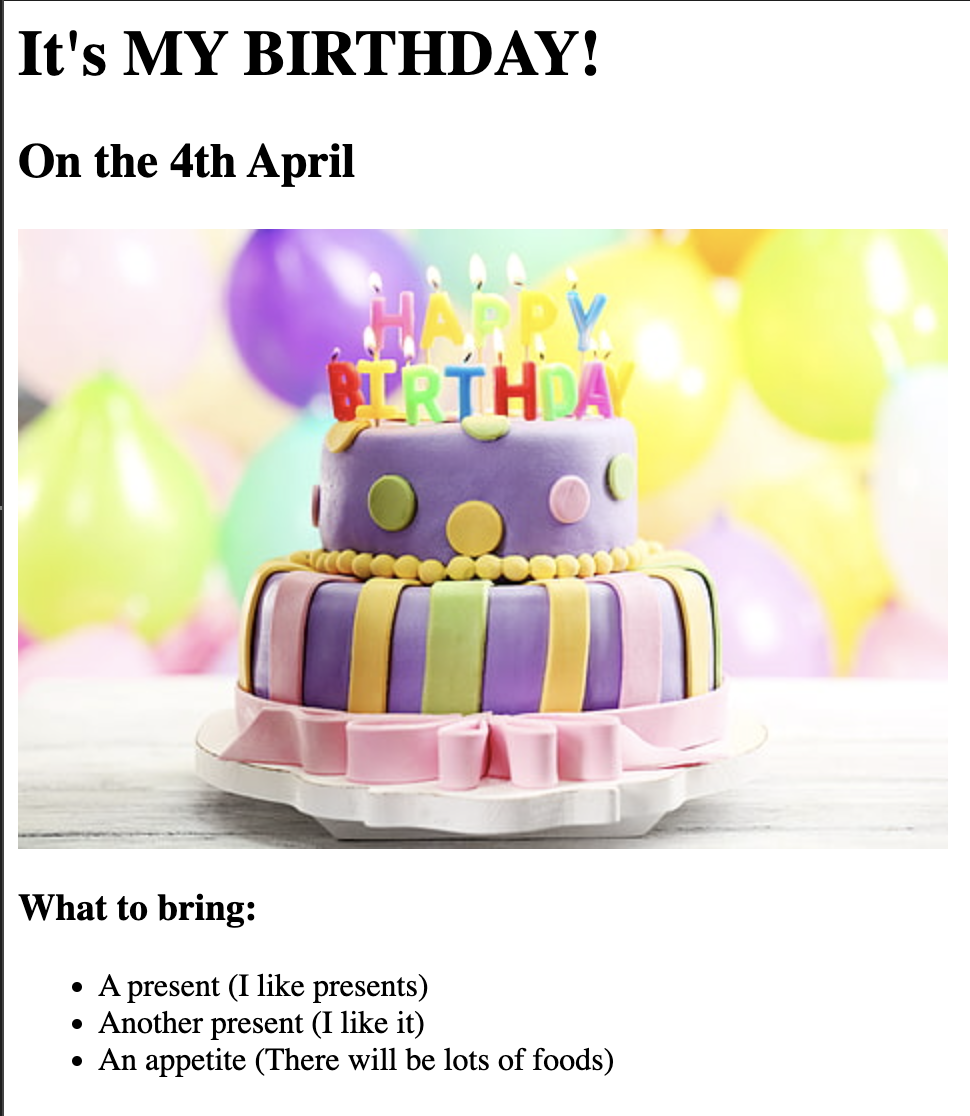 It's MY BIRTHDAY!
On the 4th April
HAPPY
BIRTHDAY
What to bring:
A present (I like presents)
Another present (I like it)
An appetite (There will be lots of foods)